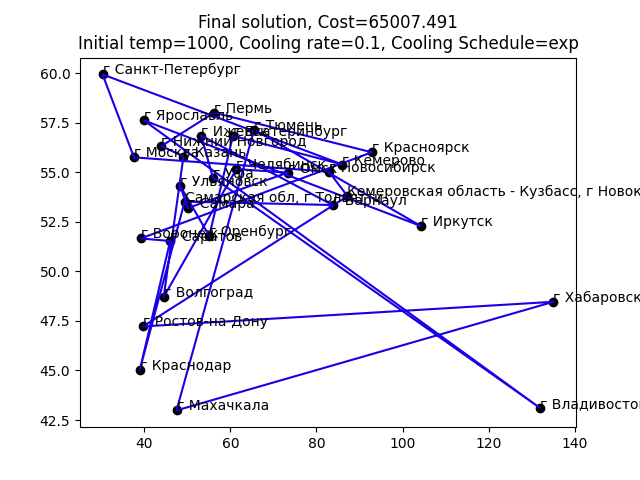 Final solution, Cost=65007.491
Initial temp=1000, Cooling rate=0.1, Cooling Schedule=exp
60.0
57.5
55.0
52.5
50.0
47.5
45.0
42.5
г Санкт-Петербург
г Пермь
г Ярославль
г Тюмень
г Ижевск
г Екатеринбург
г Нижний Новгород
г Москва
г Казань
г Красноярск
г Кемерово
г Челябинск
г Омск
г Новосибирск
г Уфа
г Ульяновск
Кемеровская область - Кузбасс, г Новок
Самарская обл, г Тольятти
г Барнаул
г Самара
г Иркутск
г Воронеж
г Саратов
г Оренбург
г Волгоград
г Хабаровск
г Ростов-на Дону
г Краснодар
г Махачкала
г Владивосток
40
60
80
100
120
140